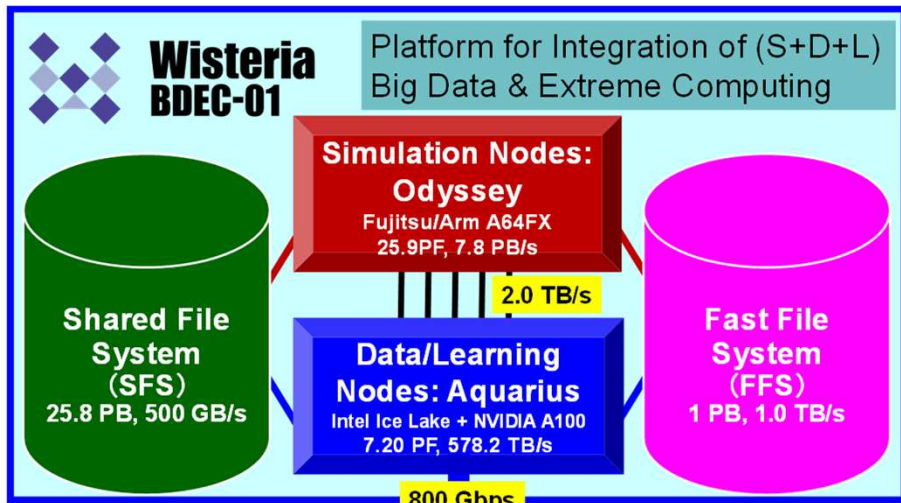 Wisteria
BDEC-01
Platform for Integration of (S+D+L)
Big Data & Extreme Computing
Simulation Nodes:
Odyssey
Fujitsu/Arm A64FX
25.9PF, 7.8 PB/s
2.0 TB/s
Shared File
System
(SFS)
25.8 PB, 500 GB/s
Data/Learning
Nodes: Aquarius
Intel Ice Lake + NVIDIA A100
7.20 PF, 578.2 TB/s
Fast File
System
(FFS)
1 PB, 1.0 TB/s
800 Gbps